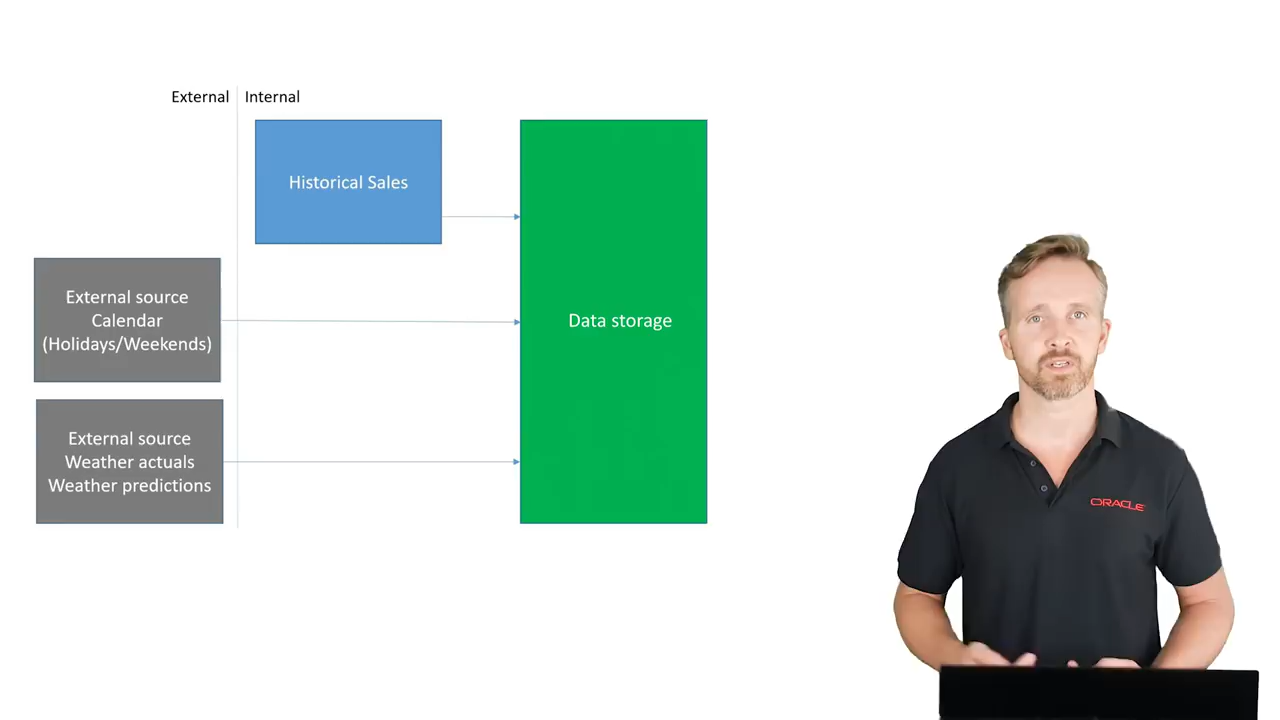 External
Internal
Historical Sales
External source
Calendar
(Holidays/Weekends)
Data storage
External source
Weather actuals
Weather predictions
ORACLE